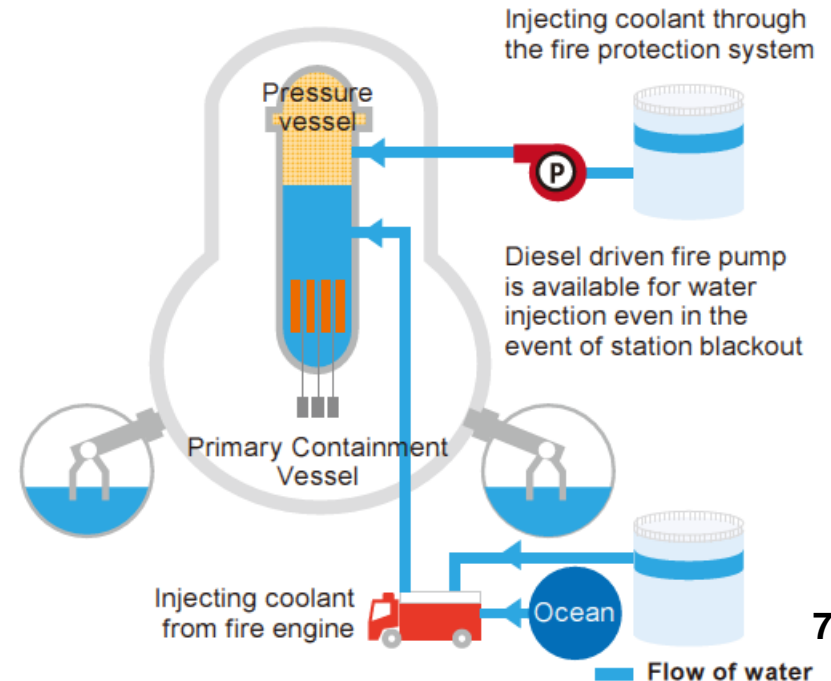 Injecting coolant through
the fire protection system
Pressure
vessel
P
Diesel driven fire pump
is available for water
injection even in the
event of station blackout
Primary Containment
Vessel
Injecting coolant
from fire engine
Ocean
7
Flow of water